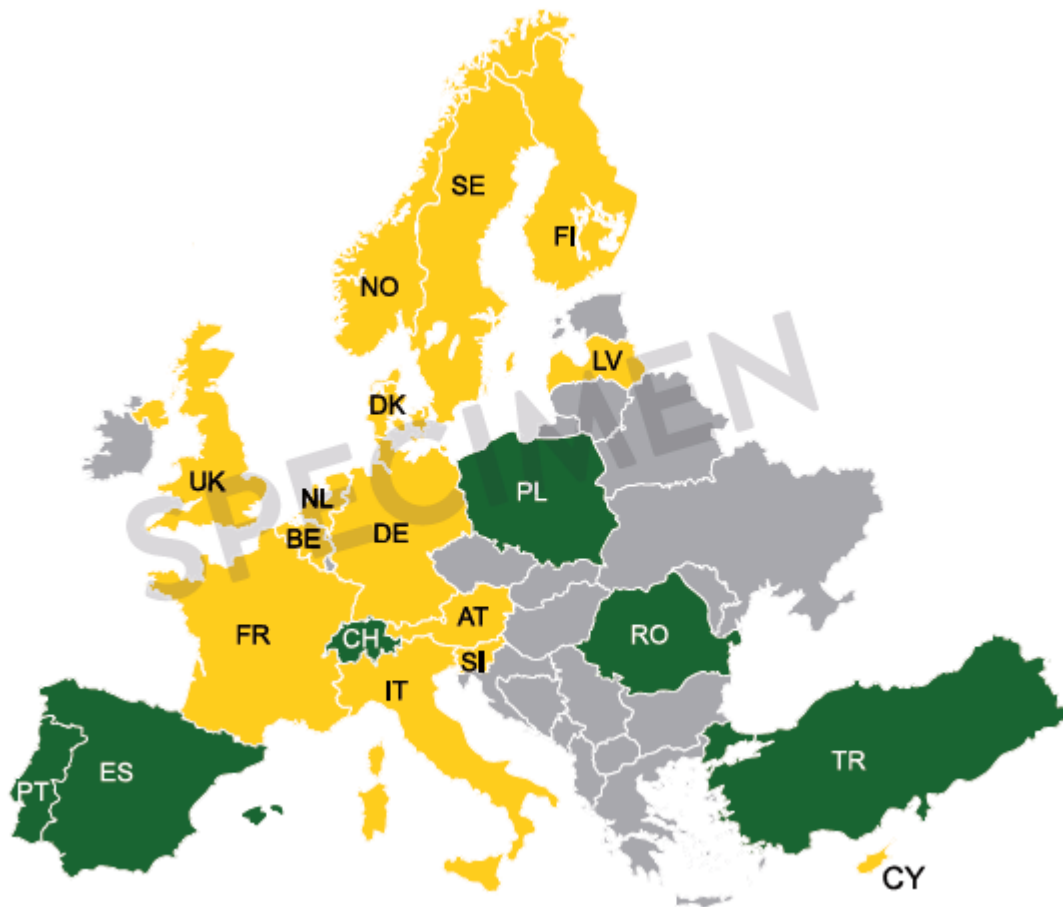 SE
FI
NO
LV
DK
UK
NL
PL
BE
DE
AT
FR
CH
RO
SI
IT
TR
ES
PT
CY
SPECIMEN